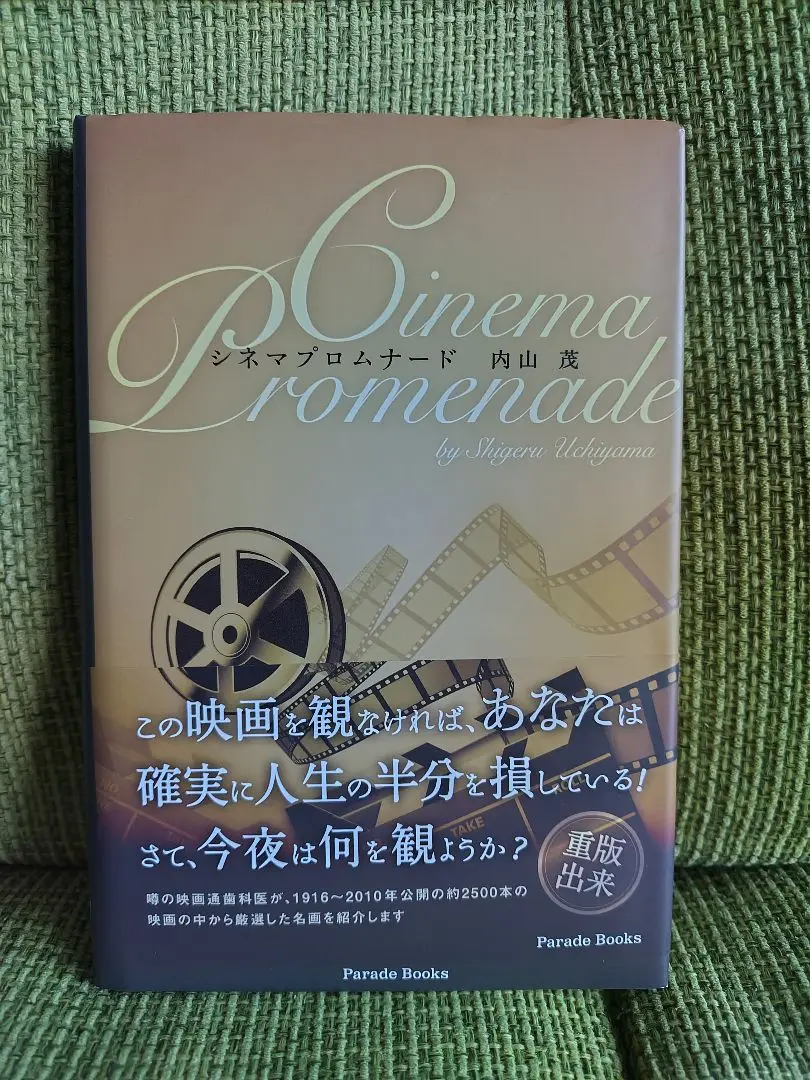 Cinema
シネマプロムナード 内山 茂
Promenade
by Shigeru Uchiyama
この映画を観なければ、あなたは
確実に人生の半分を損している!
TAKE
さて、今夜は何を観ようか?
重版
出来
噂の映画通歯科医が、1916〜2010年公開の約2500本の
映画の中から厳選した名画を紹介します
Parade Books
Parade Books